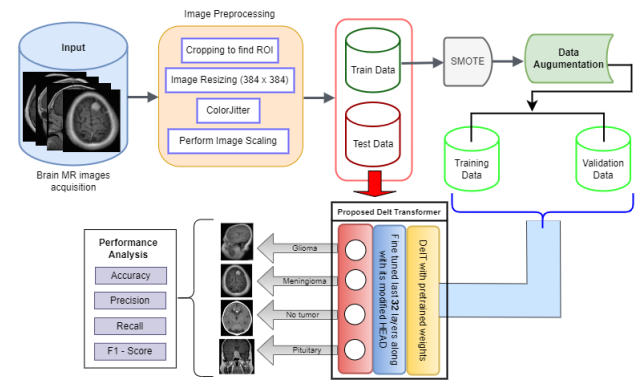 Input
Brain MR images
acquisition
Image Preprocessing
Cropping to find ROI
Image Resizing (384 x 384)
ColorJitter
Perform Image Scaling
Train Data
Test Data
SMOTE
Data
Augumentation
Training
Data
Validation
Data
Proposed DeIt Transformer
DeIT with pretrained weights
Fine tuned last 32 layers along
with its modified HEAD
Glioma
Meningioma
No tumor
Pituitary
Performance
Analysis
Accuracy
Precision
Recall
F1 - Score